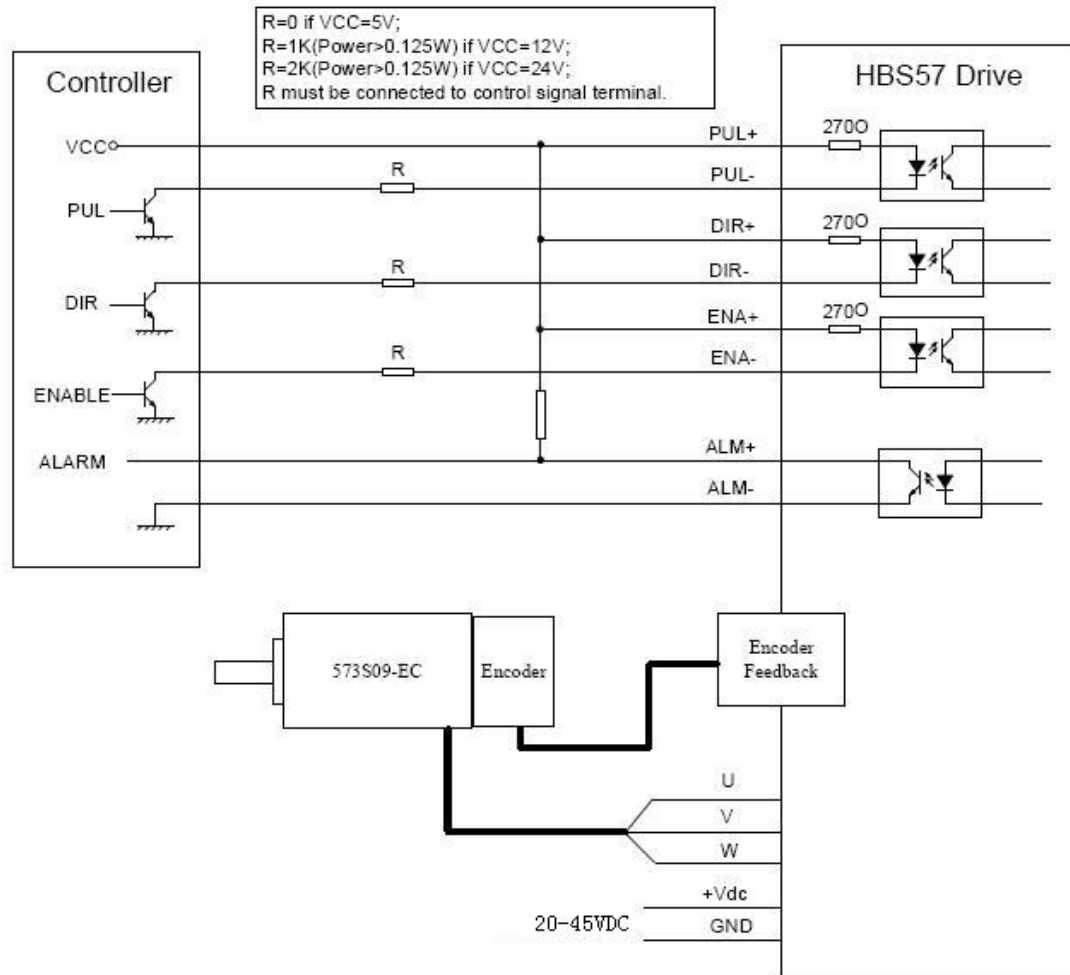 R=0 if VCC=5V;
R=1K(Power>0.125W) if VCC=12V;
R=2K(Power>0.125W) if VCC=24V;
R must be connected to control signal terminal.
Controller
HBS57 Drive
VCC
PUL+
270O
R
PUL-
PUL
DIR+
270O
R
DIR-
DIR
ENA+
270O
R
ENA-
ENABLE
ALM+
ALARM
ALM-
573S09-EC
Encoder
Encoder
Feedback
U
V
W
+Vdc
20-45VDC
GND